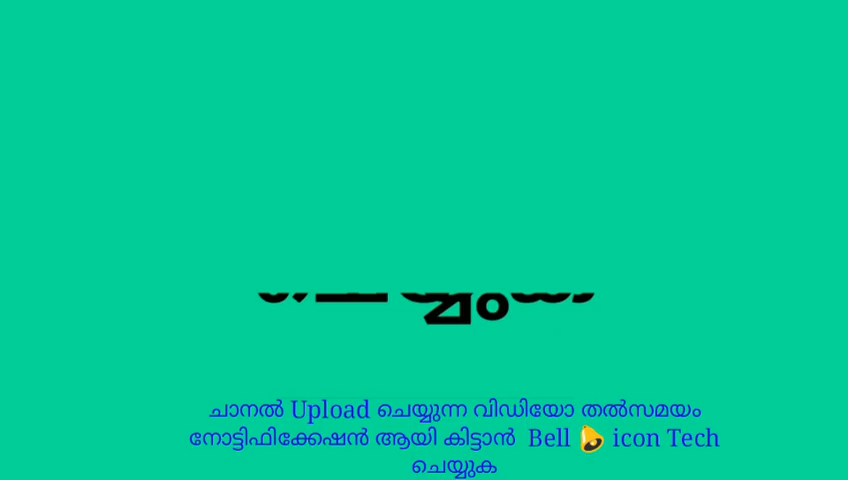 ചാനൽ Upload ചെയ്യുന്ന വിഡിയോ തൽസമയം
നോട്ടിഫിക്കേഷൻ ആയി കിട്ടാൻ Bell 🔔 icon Tech
ചെയ്യുക